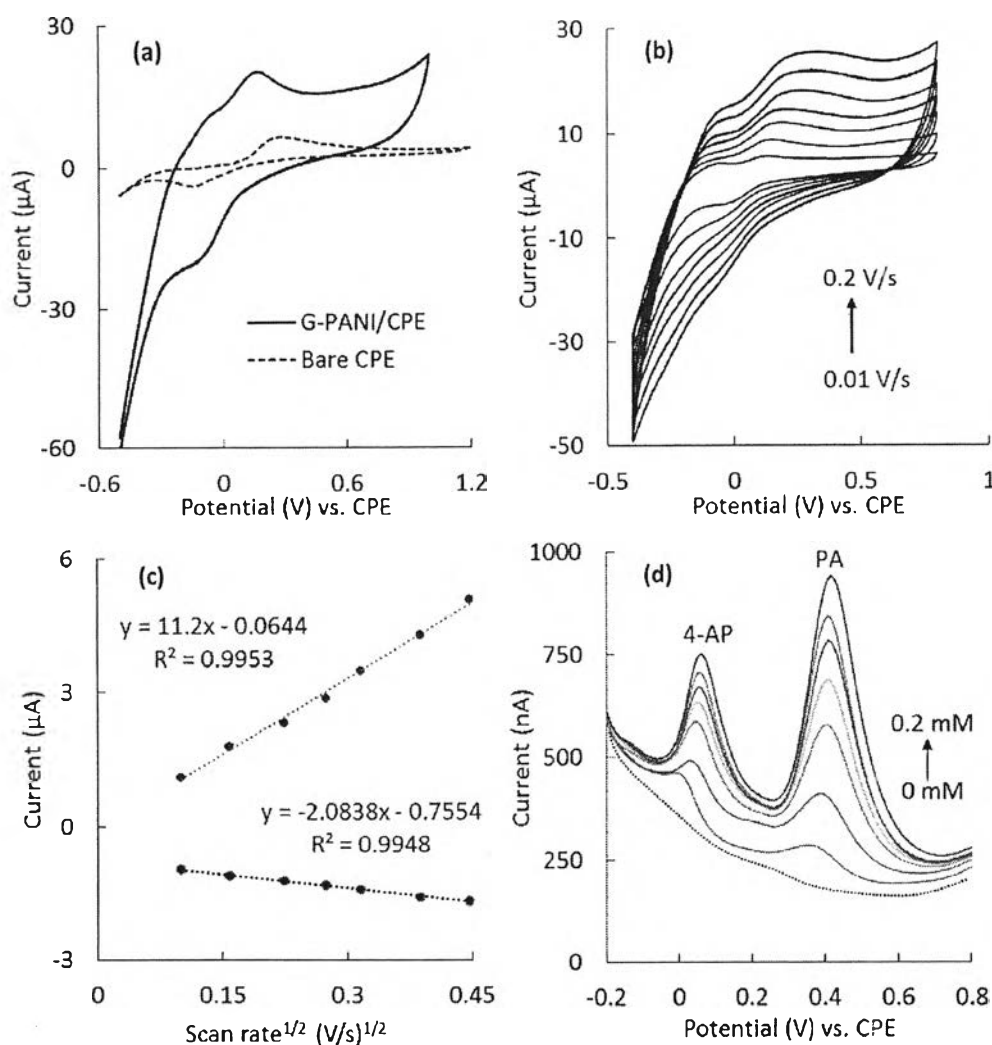 (a)
30
0
-30
-60
Current (µA)
G-PANI/CPE
Bare CPE
-0.6 0 0.6 1.2
Potential (V) vs. CPE
(b)
30
10
-10
-30
-50
Current (µA)
0.2 V/s
0.01 V/s
-0.5 0 0.5 1
Potential (V) vs. CPE
(c)
6
3
0
-3
Current (µA)
y = 11.2x - 0.0644
R² = 0.9953
y = -2.0838x - 0.7554
R² = 0.9948
0 0.15 0.3 0.45
Scan rate¹/² (V/s)¹/²
(d)
1000
750
500
250
0
Current (nA)
PA
4-AP
0.2 mM
0 mM
-0.2 0 0.2 0.4 0.6 0.8
Potential (V) vs. CPE